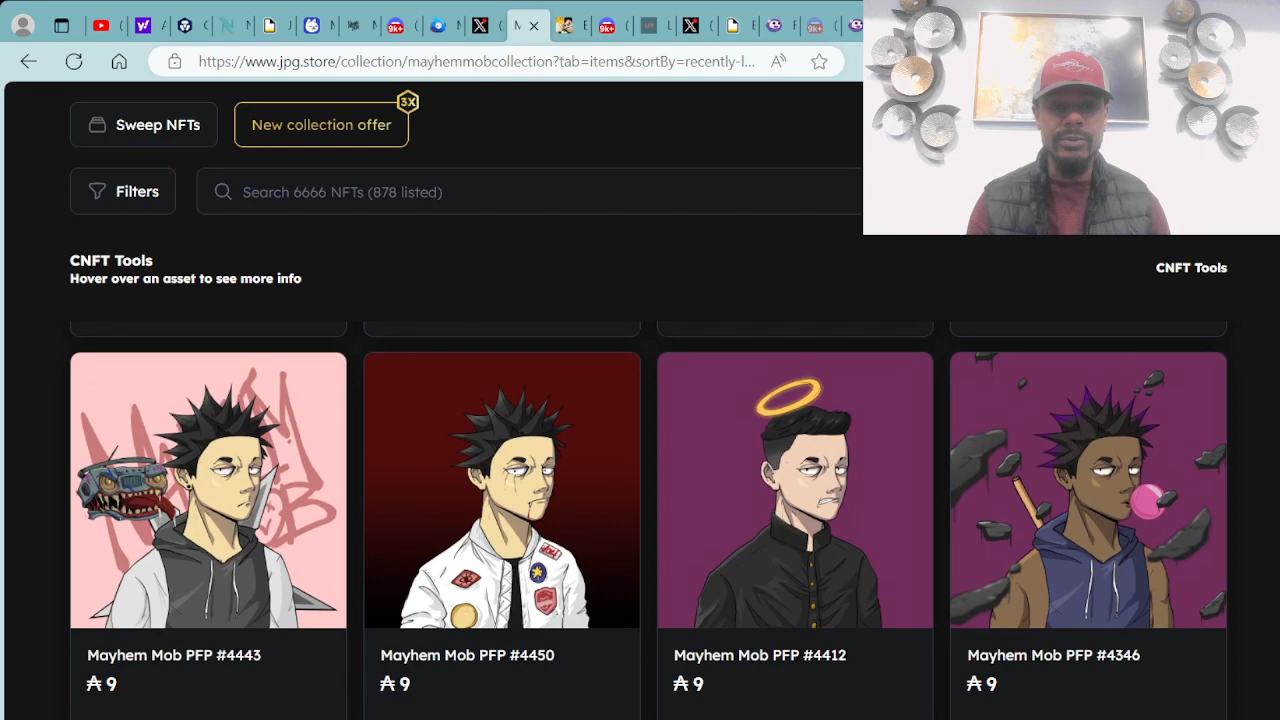 https://www.jpg.store/collection/mayhemmobcollection?tab=items&sortBy=recently-l...
Sweep NFTs
New collection offer
3X
Filters
Search 6666 NFTs (878 listed)
CNFT Tools
Hover over an asset to see more info
CNFT Tools
Mayhem Mob PFP #4443
Mayhem Mob PFP #4450
Mayhem Mob PFP #4412
Mayhem Mob PFP #4346
₳ 9
₳ 9
₳ 9
₳ 9